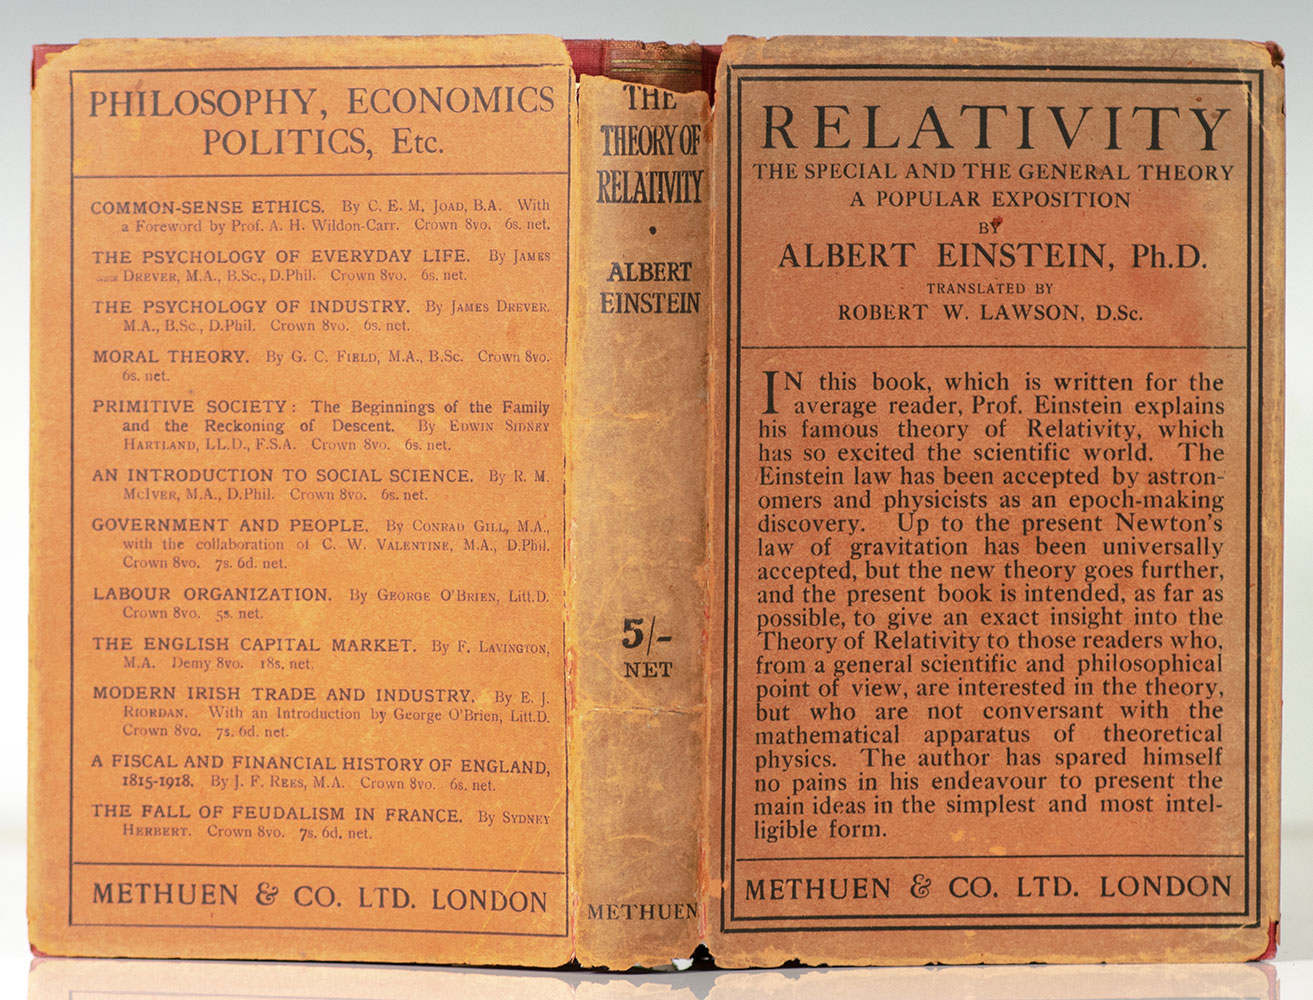 PHILOSOPHY, ECONOMICS
POLITICS, Etc.
COMMON-SENSE ETHICS. By C. E. M. JOAD, B.A. With
a Foreword by Prof. A. H. Wildon-Carr. Crown 8vo. 6s. net.
THE PSYCHOLOGY OF EVERYDAY LIFE. By JAMES
DREVER, M.A., B.Sc., D.Phil. Crown 8vo. 6s. net.
THE PSYCHOLOGY OF INDUSTRY. By JAMES DREVER,
M.A., B.Sc., D.Phil. Crown 8vo. 6s. net.
MORAL THEORY. By G. C. FIELD, M.A., B.Sc. Crown 8vo.
6s. net.
PRIMITIVE SOCIETY: The Beginnings of the Family
and the Reckoning of Descent. By EDWIN SIDNEY
HARTLAND, LL.D., F.S.A. Crown 8vo. 6s. net.
AN INTRODUCTION TO SOCIAL SCIENCE. By R. M.
MCIVER, M.A., D.Phil. Crown 8vo. 6s. net.
GOVERNMENT AND PEOPLE. By CONRAD GILL, M.A.,
with the collaboration of C. W. VALENTINE, M.A., D.Phil.
Crown 8vo. 7s. 6d. net.
LABOUR ORGANIZATION. By GEORGE O'BRIEN, Litt.D.
Crown 8vo. 5s. net.
THE ENGLISH CAPITAL MARKET. By F. LAVINGTON,
M.A. Demy 8vo. 18s. net.
MODERN IRISH TRADE AND INDUSTRY. By E. J.
RIORDAN. With an Introduction by George O'Brien, Litt.D.
Crown 8vo. 7s. 6d. net.
A FISCAL AND FINANCIAL HISTORY OF ENGLAND,
1815-1918. By J. F. REES, M.A. Crown 8vo. 6s. net.
THE FALL OF FEUDALISM IN FRANCE. By SYDNEY
HERBERT. Crown 8vo. 7s. 6d. net.
METHUEN & CO. LTD. LONDON
THE
THEORY OF
RELATIVITY
•
ALBERT
EINSTEIN
5/-
NET
METHUEN
RELATIVITY
THE SPECIAL AND THE GENERAL THEORY
A POPULAR EXPOSITION
BY
ALBERT EINSTEIN, Ph.D.
TRANSLATED BY
ROBERT W. LAWSON, D.Sc.
IN this book, which is written for the
average reader, Prof. Einstein explains
his famous theory of Relativity, which
has so excited the scientific world. The
Einstein law has been accepted by astron-
omers and physicists as an epoch-making
discovery. Up to the present Newton's
law of gravitation has been universally
accepted, but the new theory goes further,
and the present book is intended, as far as
possible, to give an exact insight into the
Theory of Relativity to those readers who,
from a general scientific and philosophical
point of view, are interested in the theory,
but who are not conversant with the
mathematical apparatus of theoretical
physics. The author has spared himself
no pains in his endeavour to present the
main ideas in the simplest and most intel-
ligible form.
METHUEN & CO. LTD. LONDON